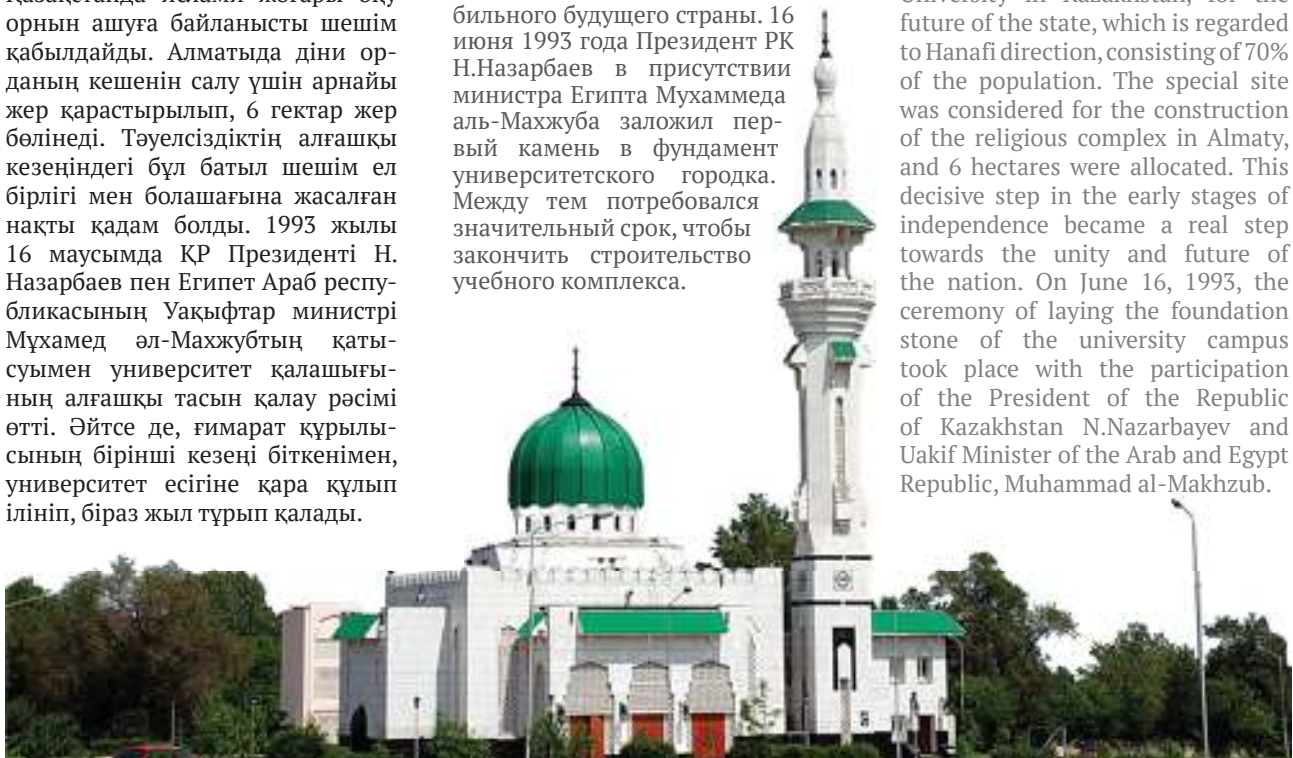 Қазақстанда ислами жоғары оқу
орнын ашуға байланысты шешім
қабылдайды. Алматыда діни ор-
даның кешенін салу үшін арнайы
жер қарастырылып, 6 гектар жер
бөлінеді. Тәуелсіздіктің алғашқы
кезеңіндегі бұл батыл шешім ел
бірлігі мен болашағына жасалған
нақты қадам болды. 1993 жылы
16 маусымда ҚР Президенті Н.
Назарбаев пен Египет Араб респу-
бликасының Уақыфтар министрі
Мұхамед әл-Махжубтың қаты-
суымен университет қалашығы-
ның алғашқы тасын қалау рәсімі
өтті. Әйтсе де, ғимарат құрылы-
сының бірінші кезеңі біткенімен,
университет есігіне қара құлып
ілініп, біраз жыл тұрып қалады.
бильного будущего страны. 16
июня 1993 года Президент РК
Н.Назарбаев в присутствии
министра Египта Мухаммеда
аль-Махжуба заложил пер-
вый камень в фундамент
университетского городка.
Между тем потребовался
значительный срок, чтобы
закончить строительство
учебного комплекса.
University in Kazakhstan, for the
future of the state, which is regarded
to Hanafi direction, consisting of 70%
of the population. The special site
was considered for the construction
of the religious complex in Almaty,
and 6 hectares were allocated. This
decisive step in the early stages of
independence became a real step
towards the unity and future of
the nation. On June 16, 1993, the
ceremony of laying the foundation
stone of the university campus
took place with the participation
of the President of the Republic
of Kazakhstan N.Nazarbayev and
Uakif Minister of the Arab and Egypt
Republic, Muhammad al-Makhzub.